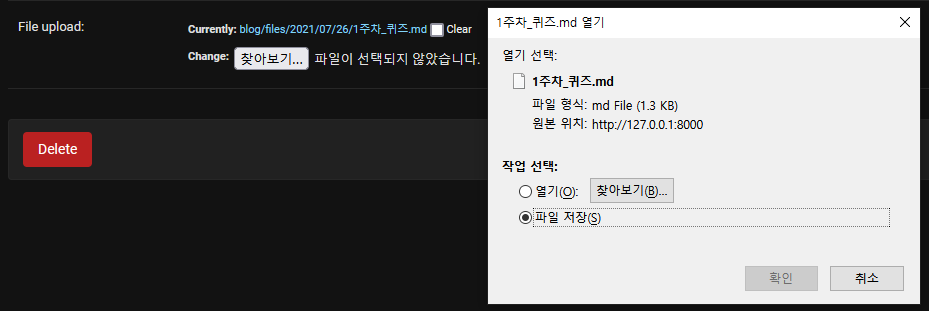 File upload:
Currently: blog/files/2021/07/26/1주차_퀴즈.md Clear
Change: 찾아보기... 파일이 선택되지 않았습니다.
Delete
1주차_퀴즈.md 열기
열기 선택:
1주차_퀴즈.md
파일 형식: md File (1.3 KB)
원본 위치: http://127.0.0.1:8000
작업 선택:
열기(O): 찾아보기(B)...
파일 저장(S)
확인 취소